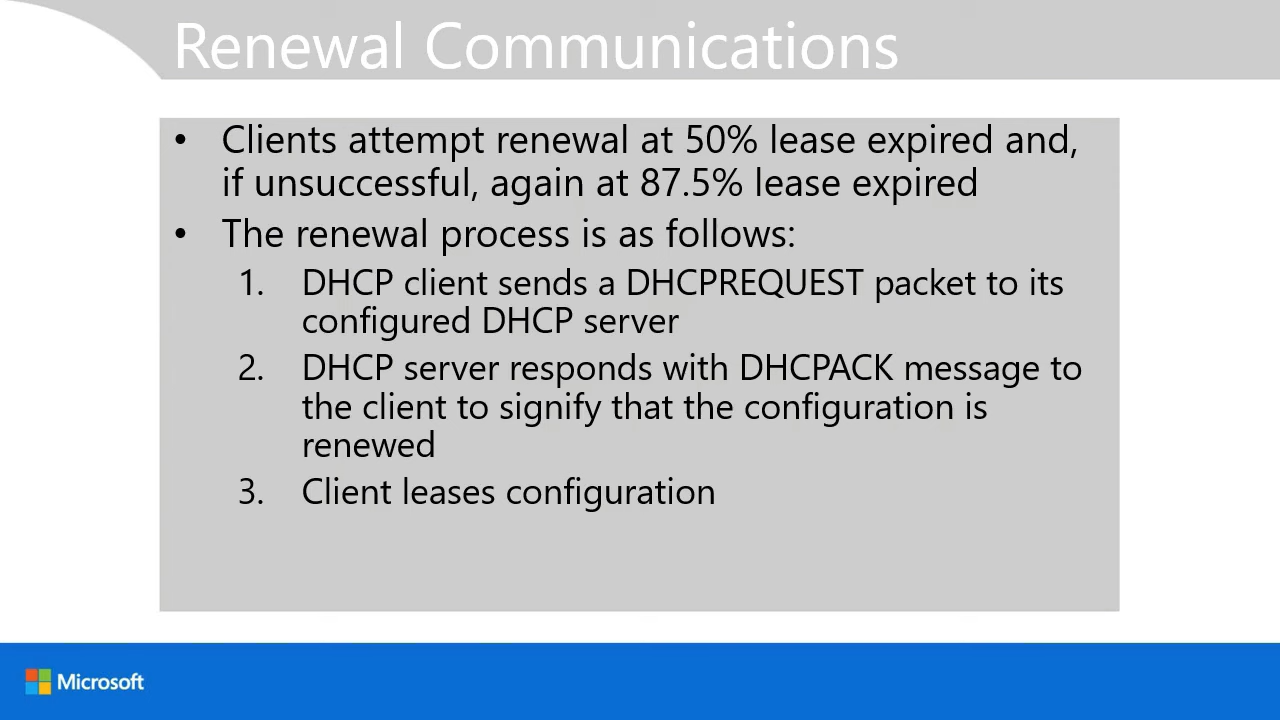 Renewal Communications
• Clients attempt renewal at 50% lease expired and,
if unsuccessful, again at 87.5% lease expired
• The renewal process is as follows:
1. DHCP client sends a DHCPREQUEST packet to its
configured DHCP server
2. DHCP server responds with DHCPACK message to
the client to signify that the configuration is
renewed
3. Client leases configuration
Microsoft